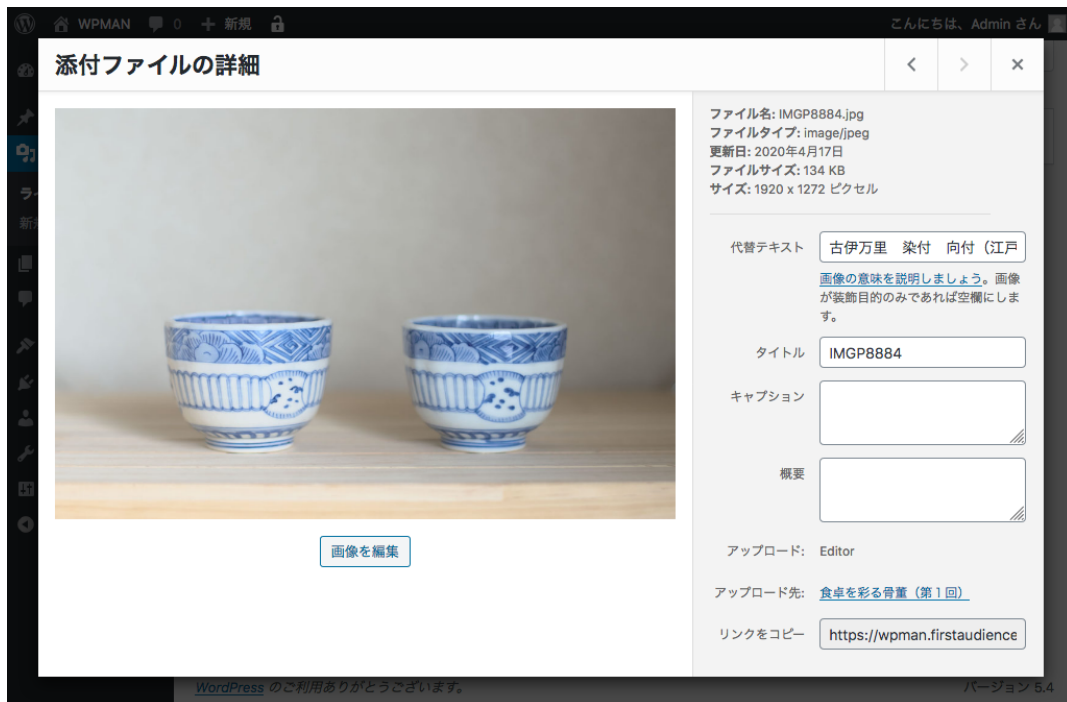 WPMAN 0 + 新規 こんにちは、Admin さん
添付ファイルの詳細
ファイル名: IMGP8884.jpg
ファイルタイプ: image/jpeg
更新日: 2020年4月17日
ファイルサイズ: 134 KB
サイズ: 1920 x 1272 ピクセル
代替テキスト 古伊万里 染付 向付（江戸
画像の意味を説明しましょう。画像
が装飾目的のみであれば空欄にしま
す。
タイトル IMGP8884
キャプション
概要
画像を編集
アップロード: Editor
アップロード先: 食卓を彩る骨董（第１回）
リンクをコピー https://wpman.firstaudience
WordPress のご利用ありがとうございます。 バージョン 5.4